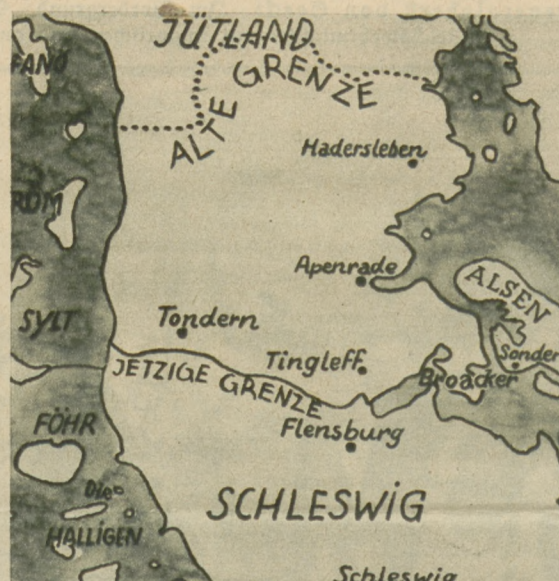 JÜTLAND
FANÖ
ALTE GRENZE
Hadersleben
RÖM
Apenrade
ALSEN
SYLT
Tondern
Sonder
Tingleff
Broacker
JETZIGE GRENZE
FÖHR
Flensburg
Die
HALLIGEN
SCHLESWIG
Schleswig